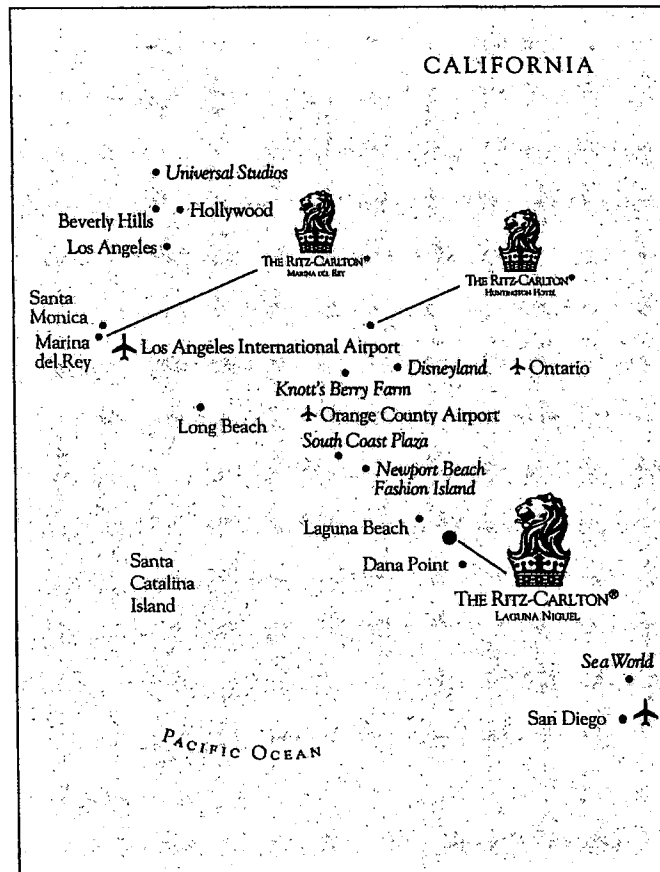 CALIFORNIA
Universal Studios
Beverly Hills
Hollywood
Los Angeles
THE RITZ-CARLTON®
MARINA DEL REY
THE RITZ-CARLTON®
HUNTINGTON HOTEL
Santa
Monica
Marina
del Rey
Los Angeles International Airport
Disneyland
Ontario
Knott's Berry Farm
Long Beach
Orange County Airport
South Coast Plaza
Newport Beach
Fashion Island
Laguna Beach
Dana Point
Santa
Catalina
Island
THE RITZ-CARLTON®
LAGUNA NIGUEL
Sea World
San Diego
PACIFIC OCEAN